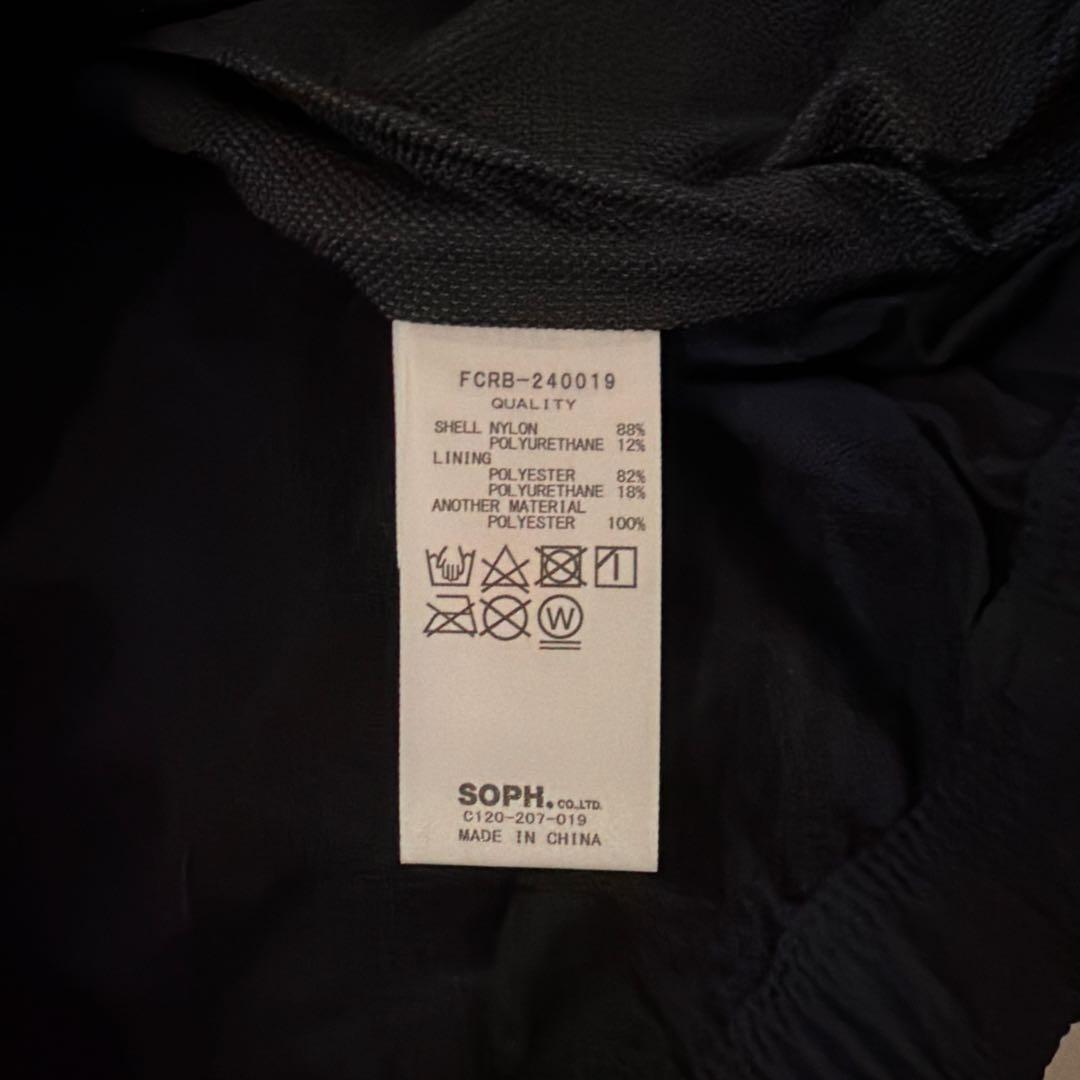 FCRB-240019
QUALITY
SHELL NYLON 88%
POLYURETHANE 12%
LINING
POLYESTER 82%
POLYURETHANE 18%
ANOTHER MATERIAL
POLYESTER 100%
W
SOPH. CO.,LTD.
C120-207-019
MADE IN CHINA